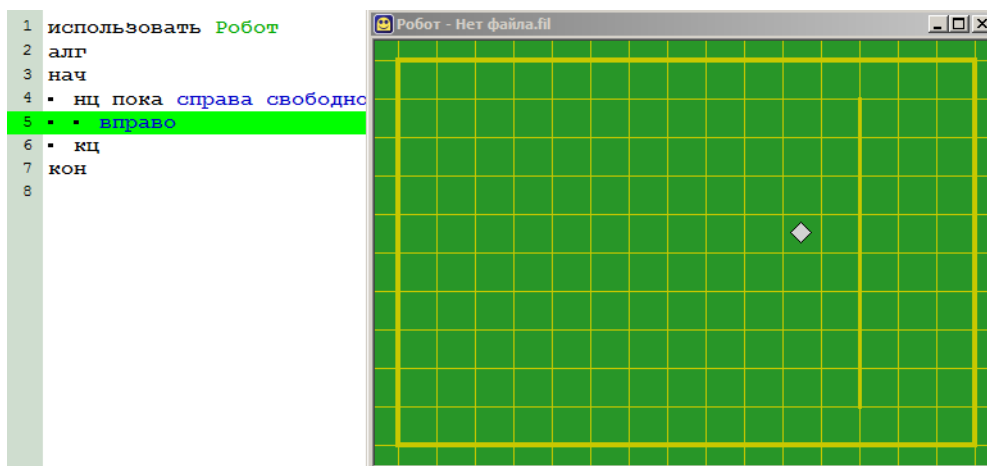 1 использовать Робот
2 алг
3 нач
4 нц пока справа свободно
5 вправо
6 кц
7 кон
8
Робот - Нет файла.fil